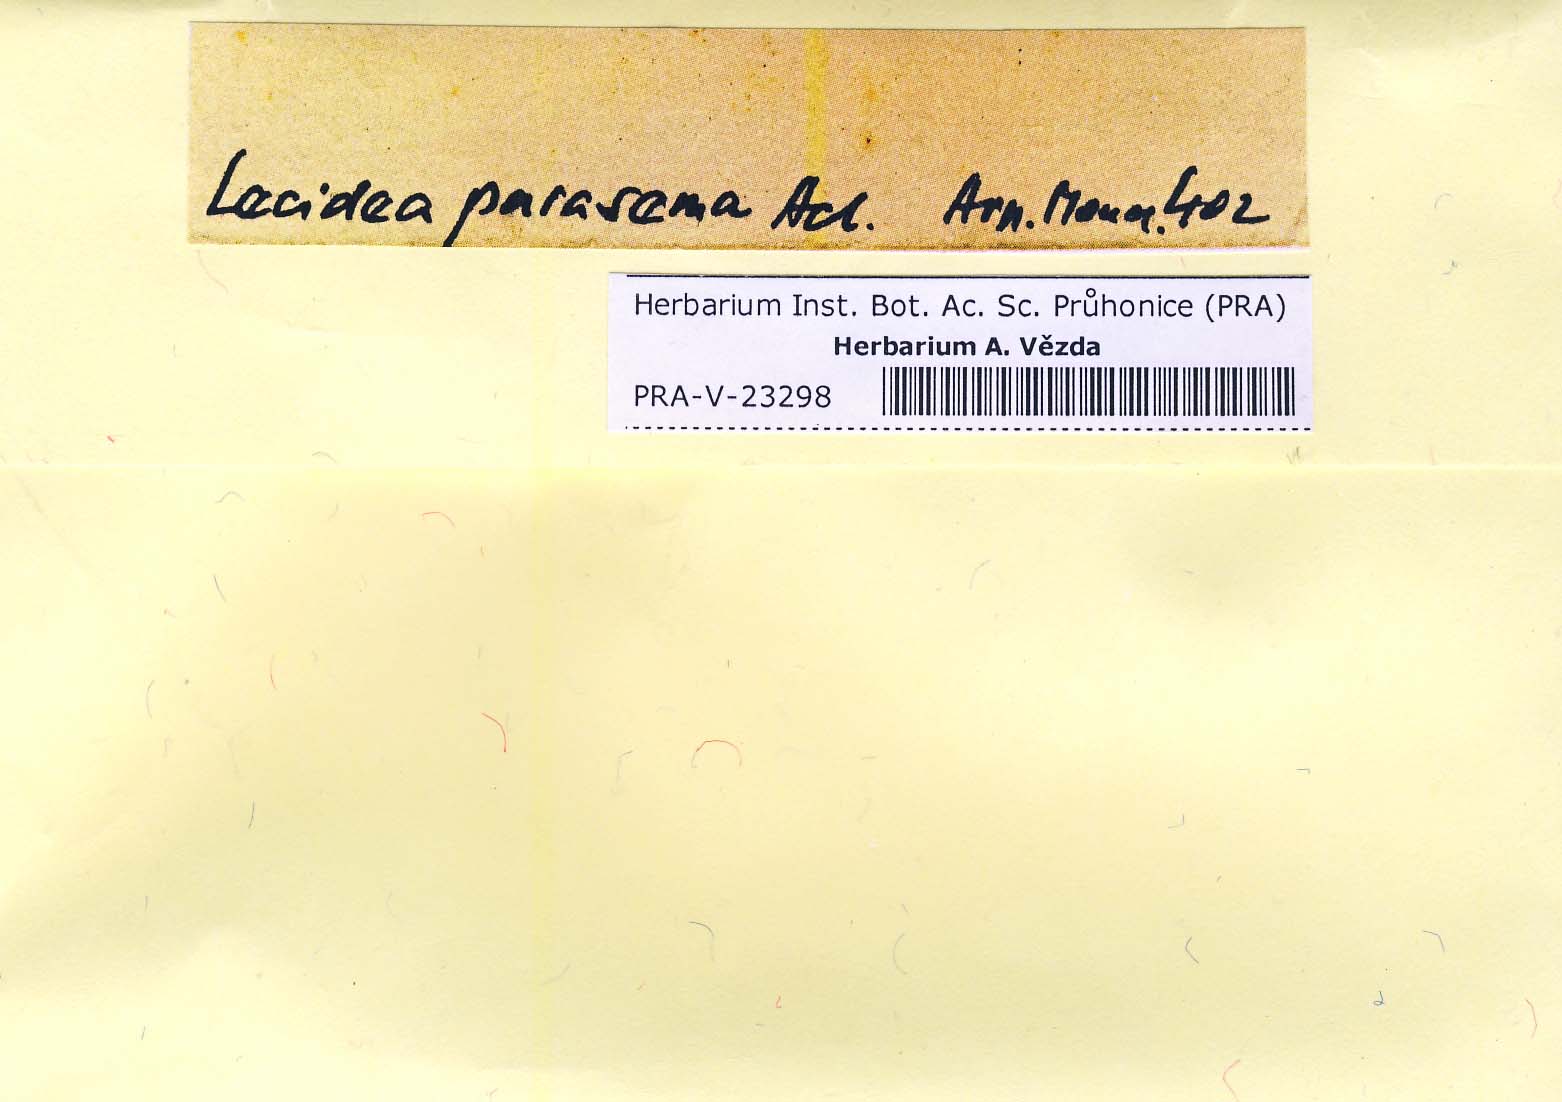 Lecidea parasema Ach. Arn. Monac. 402
Herbarium Inst. Bot. Ac. Sc. Průhonice (PRA)
Herbarium A. Vězda
PRA-V-23298